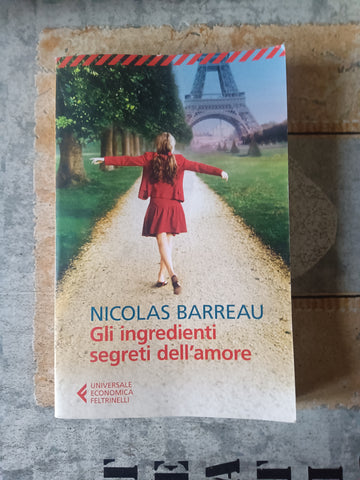 NICOLAS BARREAU
Gli ingredienti
segreti dell'amore
UNIVERSALE
ECONOMICA
FELTRINELLI